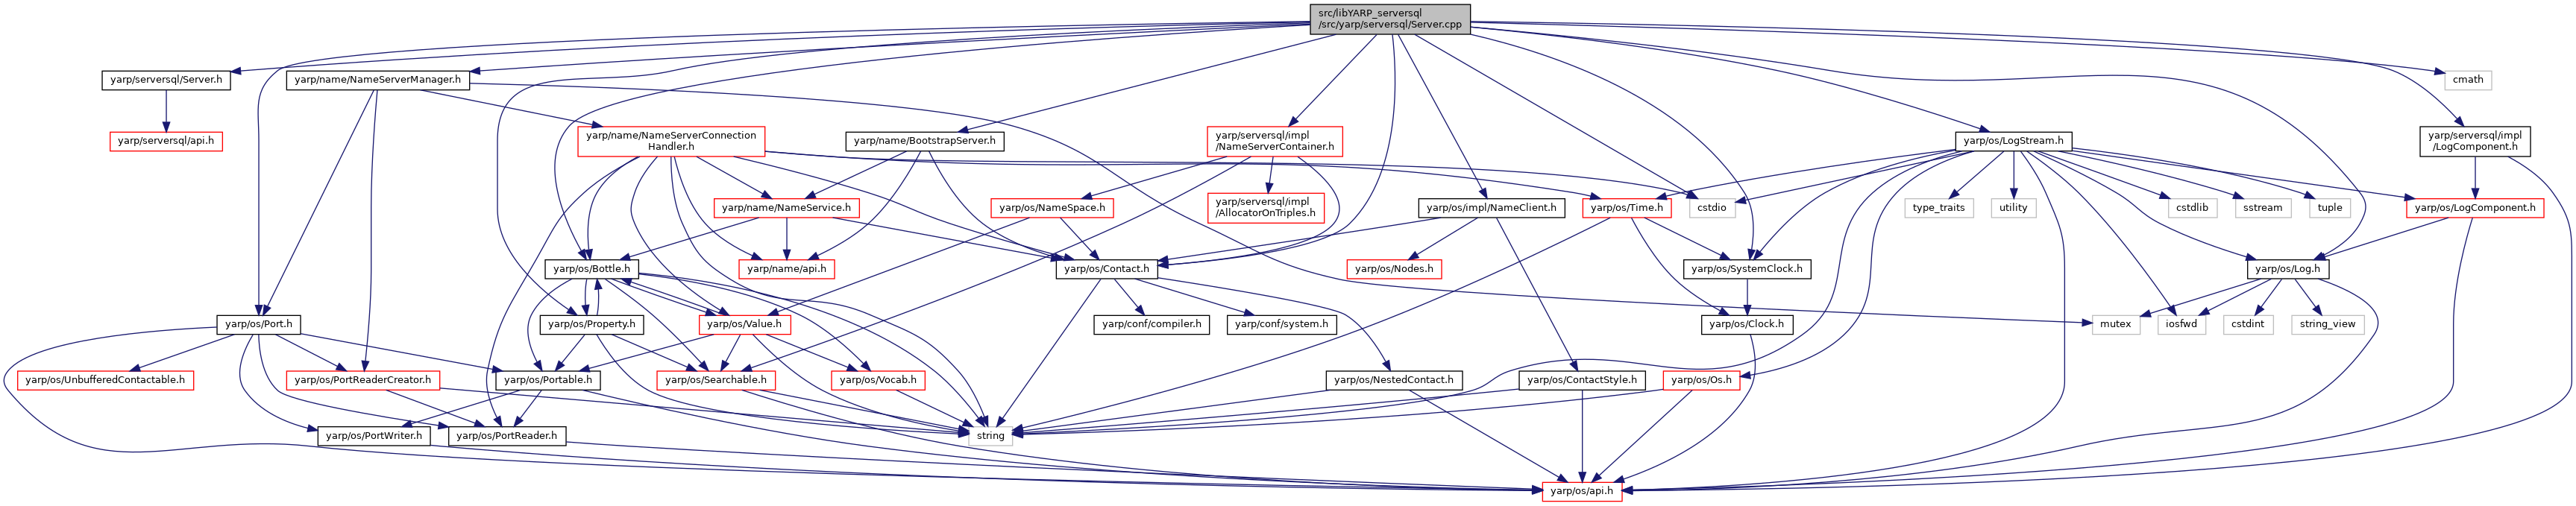 src/libYARP_serversql
/src/yarp/serversql/Server.cpp
yarp/serversql/Server.h
yarp/name/NameServerManager.h
cmath
yarp/serversql/api.h
yarp/name/NameServerConnection
Handler.h
yarp/name/BootstrapServer.h
yarp/serversql/impl
/NameServerContainer.h
yarp/os/LogStream.h
yarp/serversql/impl
/LogComponent.h
yarp/name/NameService.h
yarp/os/NameSpace.h
yarp/serversql/impl
/AllocatorOnTriples.h
yarp/os/impl/NameClient.h
yarp/os/Time.h
cstdio
type_traits
utility
cstdlib
sstream
tuple
yarp/os/LogComponent.h
yarp/os/Bottle.h
yarp/name/api.h
yarp/os/Contact.h
yarp/os/Nodes.h
yarp/os/SystemClock.h
yarp/os/Log.h
yarp/os/Port.h
yarp/os/Property.h
yarp/os/Value.h
yarp/conf/compiler.h
yarp/conf/system.h
yarp/os/Clock.h
mutex
iosfwd
cstdint
string_view
yarp/os/UnbufferedContactable.h
yarp/os/PortReaderCreator.h
yarp/os/Portable.h
yarp/os/Searchable.h
yarp/os/Vocab.h
yarp/os/NestedContact.h
yarp/os/ContactStyle.h
yarp/os/Os.h
yarp/os/PortWriter.h
yarp/os/PortReader.h
string
yarp/os/api.h